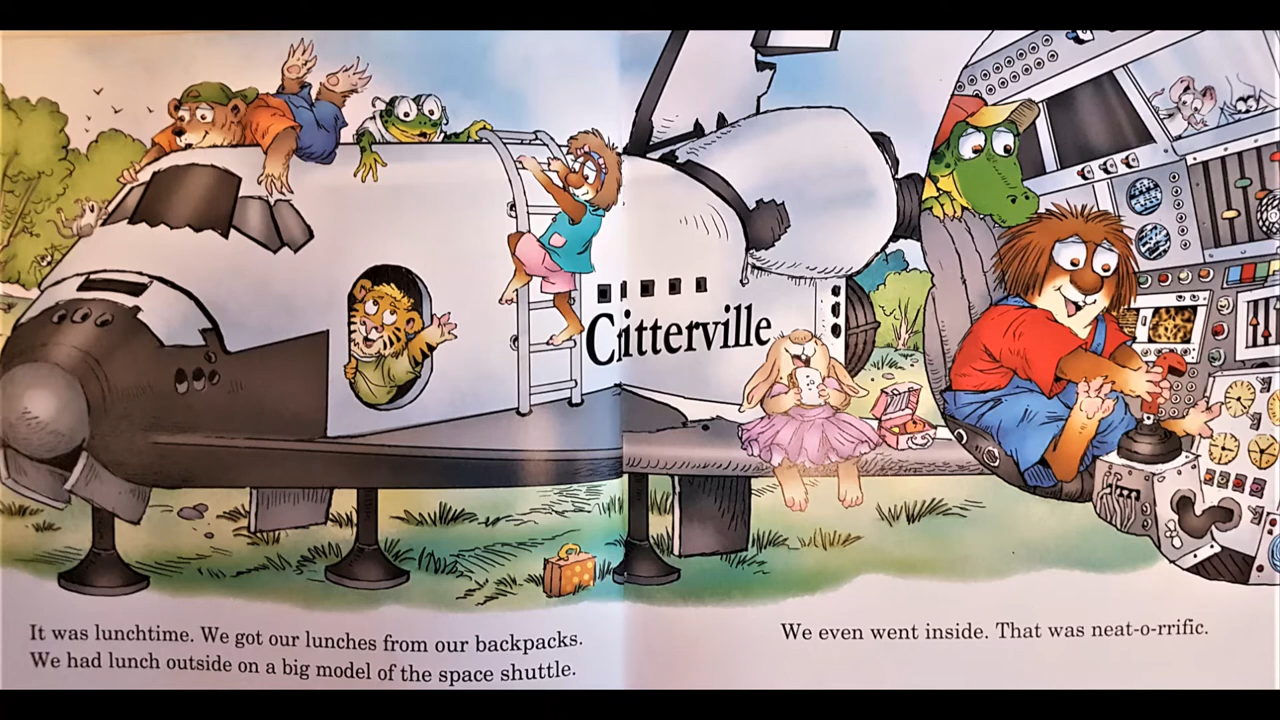 Citterville
It was lunchtime. We got our lunches from our backpacks.
We had lunch outside on a big model of the space shuttle.
We even went inside. That was neat-o-rrific.